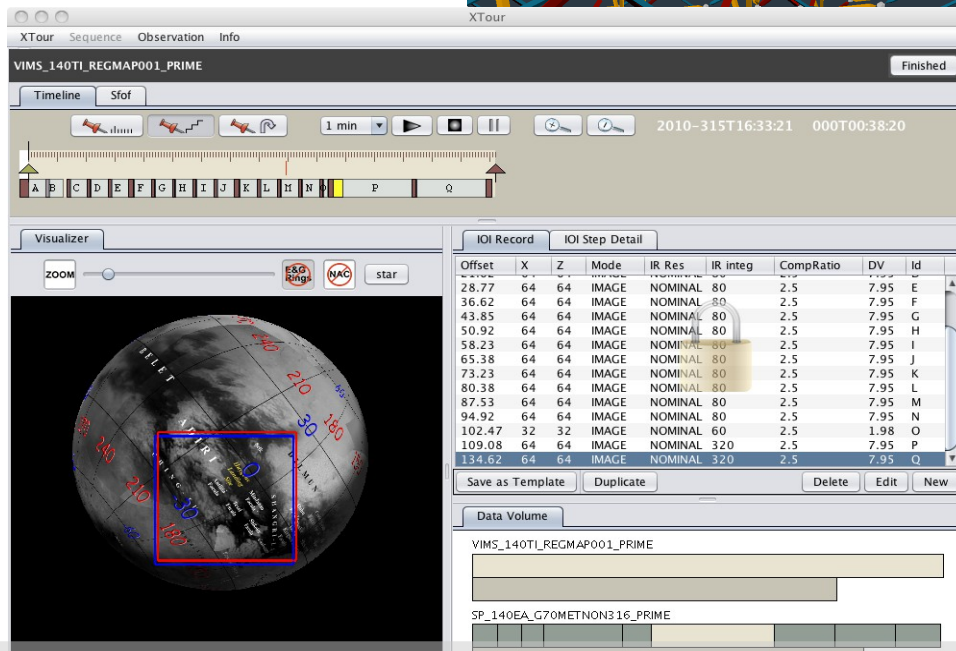 XTour
XTour Sequence Observation Info
VIMS_140TI_REGMAP001_PRIME Finished
Timeline Sfof
1 min 2010-315T16:33:21 000T00:38:20
A B C D E F G H I J K L M N O P Q
Visualizer
ZOOM E&G Rings NAC star
240
210
30
180
BELET
ADIRI
240
210
0
30
180
SHANGRI
IOI Record IOI Step Detail
Offset X Z Mode IR Res IR integ CompRatio DV Id
28.77 64 64 IMAGE NOMINAL 80 2.5 7.95 E
36.62 64 64 IMAGE NOMINAL 80 2.5 7.95 F
43.85 64 64 IMAGE NOMINAL 80 2.5 7.95 G
50.92 64 64 IMAGE NOMINAL 80 2.5 7.95 H
58.23 64 64 IMAGE NOMINAL 80 2.5 7.95 I
65.38 64 64 IMAGE NOMINAL 80 2.5 7.95 J
73.23 64 64 IMAGE NOMINAL 80 2.5 7.95 K
80.38 64 64 IMAGE NOMINAL 80 2.5 7.95 L
87.53 64 64 IMAGE NOMINAL 80 2.5 7.95 M
94.92 64 64 IMAGE NOMINAL 80 2.5 7.95 N
102.47 32 32 IMAGE NOMINAL 60 2.5 1.98 O
109.08 64 64 IMAGE NOMINAL 320 2.5 7.95 P
134.62 64 64 IMAGE NOMINAL 320 2.5 7.95 Q
Save as Template Duplicate Delete Edit New
Data Volume
VIMS_140TI_REGMAP001_PRIME
SP_140EA_G70METNON316_PRIME